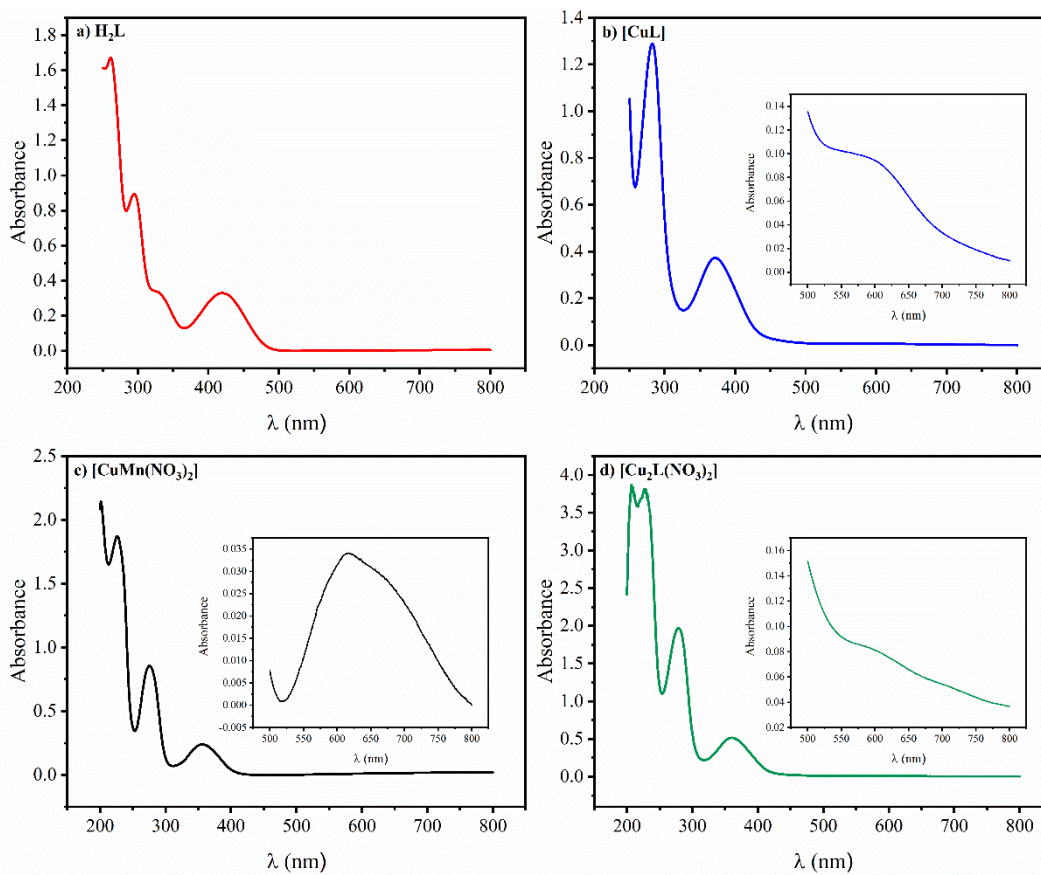 a) H₂L
1.8
1.6
1.4
1.2
1.0
0.8
0.6
0.4
0.2
0.0
Absorbance
200 300 400 500 600 700 800
λ (nm)
b) [CuL]
1.4
1.2
1.0
0.8
0.6
0.4
0.2
0.0
Absorbance
200 300 400 500 600 700 800
λ (nm)
0.14
0.12
0.10
0.08
0.06
0.04
0.02
0.00
Absorbance
500 550 600 650 700 750 800
λ (nm)
c) [CuMn(NO₃)₂]
2.5
2.0
1.5
1.0
0.5
0.0
Absorbance
200 300 400 500 600 700 800
λ (nm)
0.035
0.030
0.025
0.020
0.015
0.010
0.005
0.000
-0.005
Absorbance
500 550 600 650 700 750 800
λ (nm)
d) [Cu₂L(NO₃)₂]
4.0
3.5
3.0
2.5
2.0
1.5
1.0
0.5
0.0
Absorbance
200 300 400 500 600 700 800
λ (nm)
0.16
0.14
0.12
0.10
0.08
0.06
0.04
0.02
Absorbance
500 550 600 650 700 750 800
λ (nm)